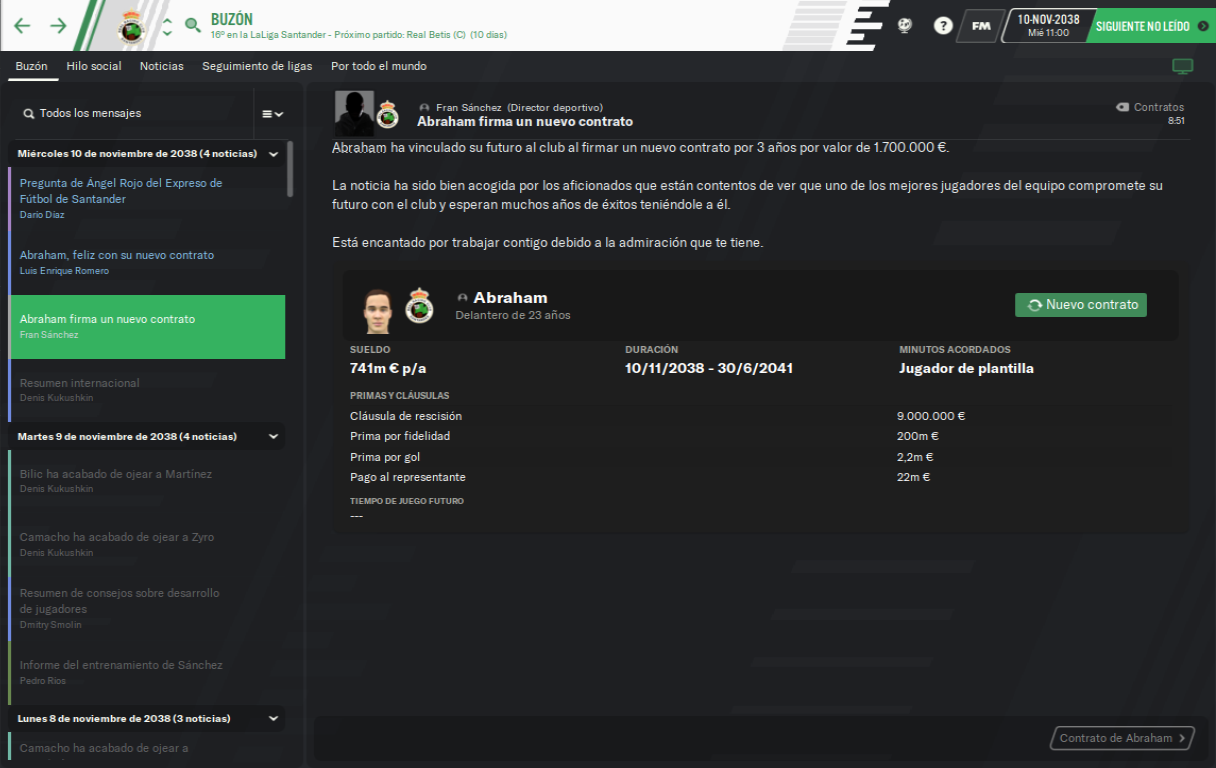 BUZÓN
16º en la LaLiga Santander - Próximo partido: Real Betis (C) (10 días)
?
FM
10-NOV-2038
Mié 11:00
SIGUIENTE NO LEÍDO
Buzón
Hilo social
Noticias
Seguimiento de ligas
Por todo el mundo
Todos los mensajes
Miércoles 10 de noviembre de 2038 (4 noticias)
Pregunta de Ángel Rojo del Expreso de
Fútbol de Santander
Darío Díaz
Abraham, feliz con su nuevo contrato
Luis Enrique Romero
Abraham firma un nuevo contrato
Fran Sánchez
Resumen internacional
Denis Kukushkin
Martes 9 de noviembre de 2038 (4 noticias)
Bilic ha acabado de ojear a Martínez
Denis Kukushkin
Camacho ha acabado de ojear a Zyro
Denis Kukushkin
Resumen de consejos sobre desarrollo
de jugadores
Dmitry Smolin
Informe del entrenamiento de Sánchez
Pedro Ríos
Lunes 8 de noviembre de 2038 (3 noticias)
Camacho ha acabado de ojear a
Fran Sánchez (Director deportivo)
Abraham firma un nuevo contrato
Contratos
8:51
Abraham ha vinculado su futuro al club al firmar un nuevo contrato por 3 años por valor de 1.700.000 €.
La noticia ha sido bien acogida por los aficionados que están contentos de ver que uno de los mejores jugadores del equipo compromete su
futuro con el club y esperan muchos años de éxitos teniéndole a él.
Está encantado por trabajar contigo debido a la admiración que te tiene.
Abraham
Delantero de 23 años
Nuevo contrato
SUELDO
DURACIÓN
MINUTOS ACORDADOS
741m € p/a
10/11/2038 - 30/6/2041
Jugador de plantilla
PRIMAS Y CLÁUSULAS
Cláusula de rescisión
9.000.000 €
Prima por fidelidad
200m €
Prima por gol
2,2m €
Pago al representante
22m €
TIEMPO DE JUEGO FUTURO
---
Contrato de Abraham